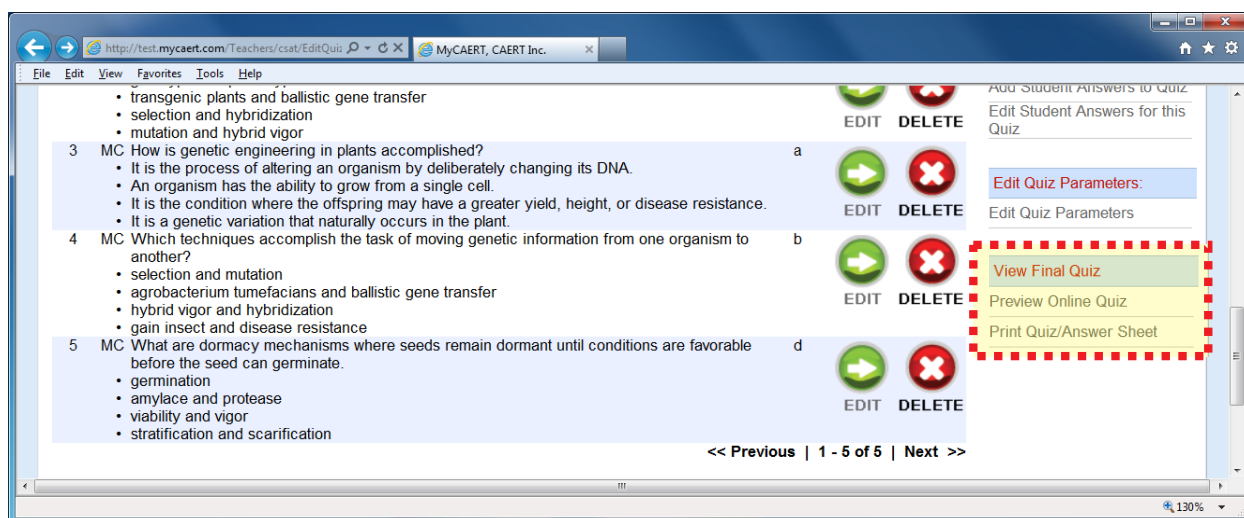 http://test.mycaert.com/Teachers/csat/EditQui
MyCAERT, CAERT Inc.
File Edit View Favorites Tools Help
• transgenic plants and ballistic gene transfer
• selection and hybridization
• mutation and hybrid vigor
EDIT DELETE
3 MC How is genetic engineering in plants accomplished? a
• It is the process of altering an organism by deliberately changing its DNA.
• An organism has the ability to grow from a single cell.
• It is the condition where the offspring may have a greater yield, height, or disease resistance.
• It is a genetic variation that naturally occurs in the plant.
EDIT DELETE
4 MC Which techniques accomplish the task of moving genetic information from one organism to b
another?
• selection and mutation
• agrobacterium tumefacians and ballistic gene transfer
• hybrid vigor and hybridization
• gain insect and disease resistance
EDIT DELETE
5 MC What are dormacy mechanisms where seeds remain dormant until conditions are favorable d
before the seed can germinate.
• germination
• amylace and protease
• viability and vigor
• stratification and scarification
EDIT DELETE
<< Previous | 1 - 5 of 5 | Next >>
Add Student Answers to Quiz
Edit Student Answers for this
Quiz
Edit Quiz Parameters:
Edit Quiz Parameters
View Final Quiz
Preview Online Quiz
Print Quiz/Answer Sheet
130%